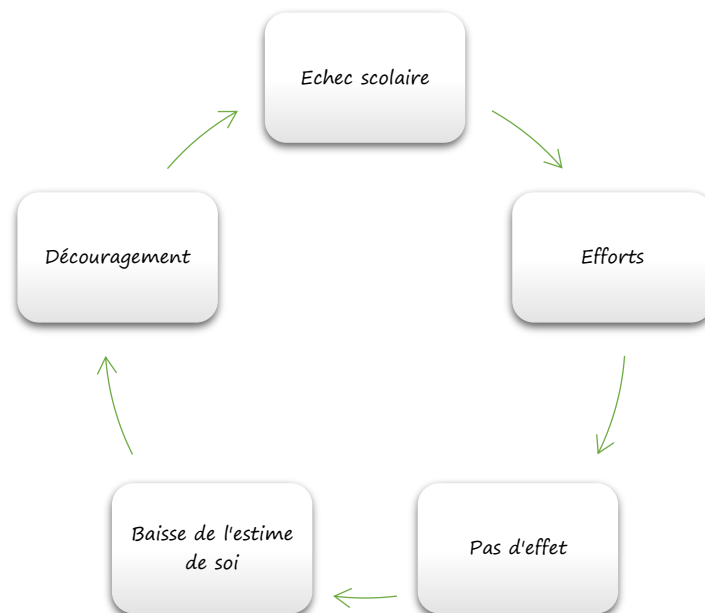 Echec scolaire
Efforts
Pas d'effet
Baisse de l'estime
de soi
Découragement